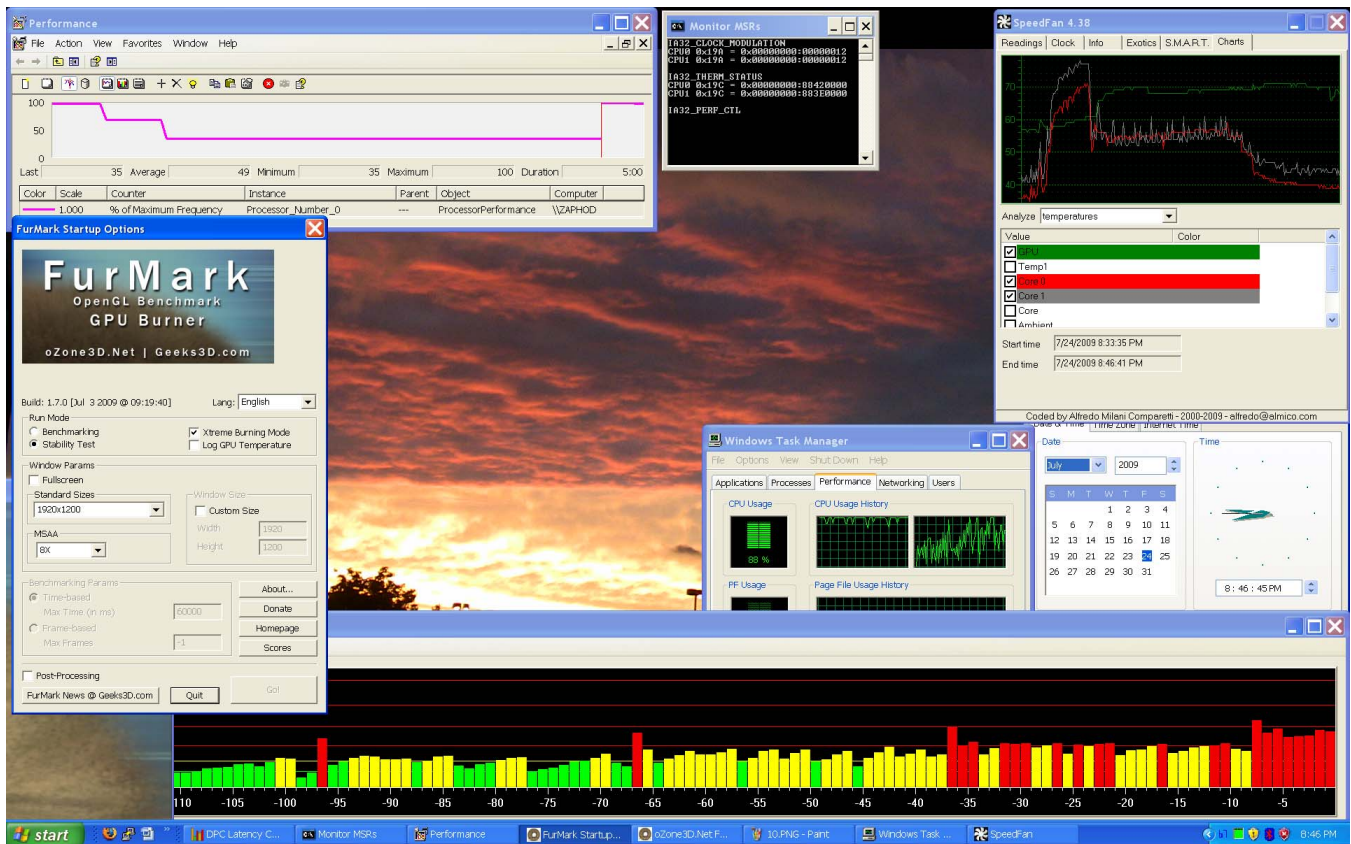 Performance
File Action View Favorites Window Help
100
50
0
Last 35 Average 49 Minimum 35 Maximum 100 Duration 5:00
Color Scale Counter Instance Parent Object Computer
1.000 % of Maximum Frequency Processor_Number_0 --- ProcessorPerformance \\ZAPHOD
Monitor MSRs
IA32_CLOCK_MODULATION
CPU0 0x19A = 0x00000000:00000012
CPU1 0x19A = 0x00000000:00000012
IA32_THERM_STATUS
CPU0 0x19C = 0x00000000:88420000
CPU1 0x19C = 0x00000000:883E0000
IA32_PERF_CTL
SpeedFan 4.38
Readings Clock Info Exotics S.M.A.R.T. Charts
70
60
50
40
Analyze temperatures
Value Color
GPU
Temp1
Core 0
Core 1
Core
Ambient
Start time 7/24/2009 8:33:35 PM
End time 7/24/2009 8:46:41 PM
Coded by Alfredo Milani Comparetti - 2000-2009 - alfredo@almico.com
FurMark Startup Options
FurMark
OpenGL Benchmark
GPU Burner
oZone3D.Net | Geeks3D.com
Build: 1.7.0 [Jul 3 2009 @ 09:19:40] Lang: English
Run Mode
Benchmarking Xtreme Burning Mode
Stability Test Log GPU Temperature
Window Params
Fullscreen
Standard Sizes Window Size
1920x1200 Custom Size
Width 1920
MSAA
8X Height 1200
Benchmarking Params
Time-based
Max Time (in ms) 60000
Frame-based
Max Frames -1
About...
Donate
Homepage
Scores
Post-Processing
FurMark News @ Geeks3D.com Quit Go!
Windows Task Manager
File Options View Shut Down Help
Applications Processes Performance Networking Users
CPU Usage CPU Usage History
88 %
PF Usage Page File Usage History
Date & Time Time Zone Internet Time
Date Time
July 2009
S M T W T F S
1 2 3 4
5 6 7 8 9 10 11
12 13 14 15 16 17 18
19 20 21 22 23 24 25
26 27 28 29 30 31
8:46:45 PM
110 -105 -100 -95 -90 -85 -80 -75 -70 -65 -60 -55 -50 -45 -40 -35 -30 -25 -20 -15 -10 -5
start DPC Latency C... Monitor MSRs Performance FurMark Startup... oZone3D.Net F... 10.PNG - Paint Windows Task ... SpeedFan 8:46 PM